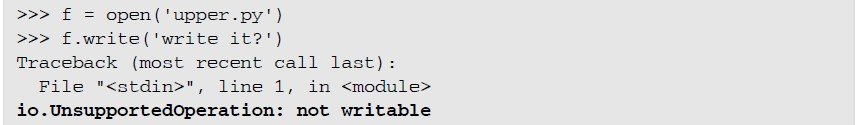 >>> f = open('upper.py')
>>> f.write('write it?')
Traceback (most recent call last):
  File "<stdin>", line 1, in <module>
io.UnsupportedOperation: not writable